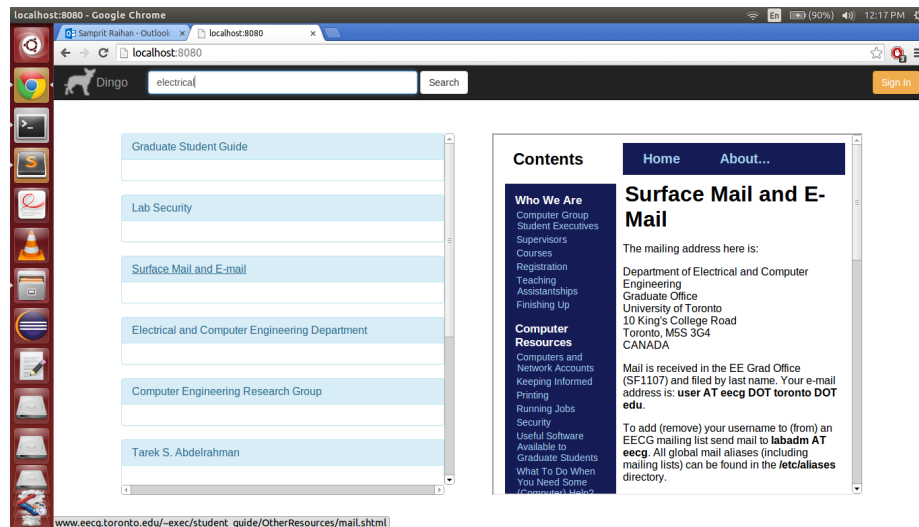 localhost:8080 - Google Chrome
En (90%) 12:17 PM
Samprit Raihan - Outlook
localhost:8080
localhost:8080
Dingo
electrical
Search
Sign In
Graduate Student Guide
Lab Security
Surface Mail and E-mail
Electrical and Computer Engineering Department
Computer Engineering Research Group
Tarek S. Abdelrahman
Contents
Who We Are
Computer Group
Student Executives
Supervisors
Courses
Registration
Teaching
Assistantships
Finishing Up
Computer
Resources
Computers and
Network Accounts
Keeping Informed
Printing
Running Jobs
Security
Useful Software
Available to
Graduate Students
What To Do When
You Need Some
(Computer) Help?
Home About...
Surface Mail and E-
Mail
The mailing address here is:
Department of Electrical and Computer
Engineering
Graduate Office
University of Toronto
10 King's College Road
Toronto, M5S 3G4
CANADA
Mail is received in the EE Grad Office
(SF1107) and filed by last name. Your e-mail
address is: user AT eecg DOT toronto DOT
edu.
To add (remove) your username to (from) an
EECG mailing list send mail to labadm AT
eecg. All global mail aliases (including
mailing lists) can be found in the /etc/aliases
directory.
www.eecg.toronto.edu/~exec/student_guide/OtherResources/mail.shtml